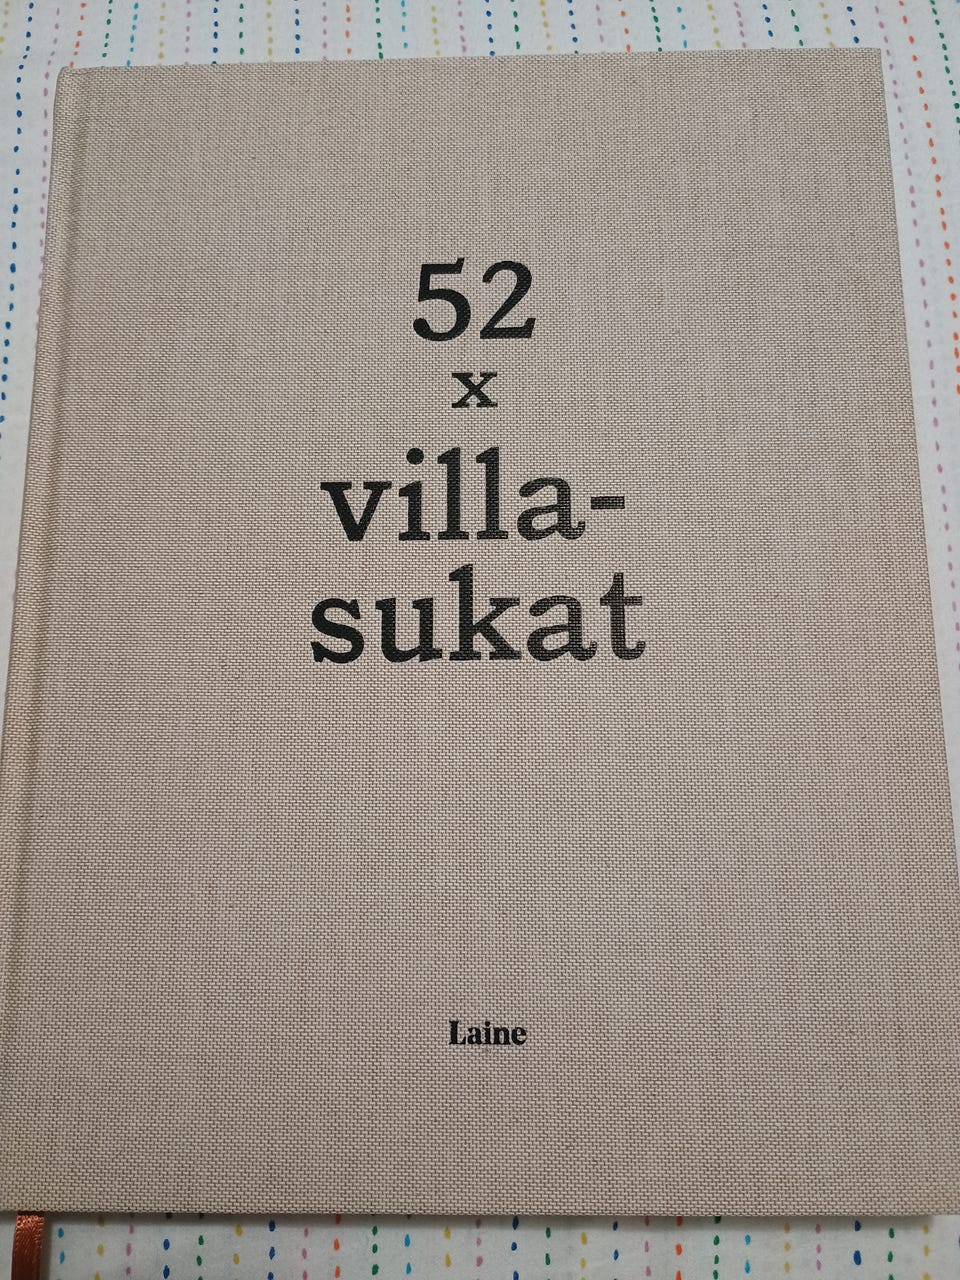 52
x
villa-
sukat
Laine